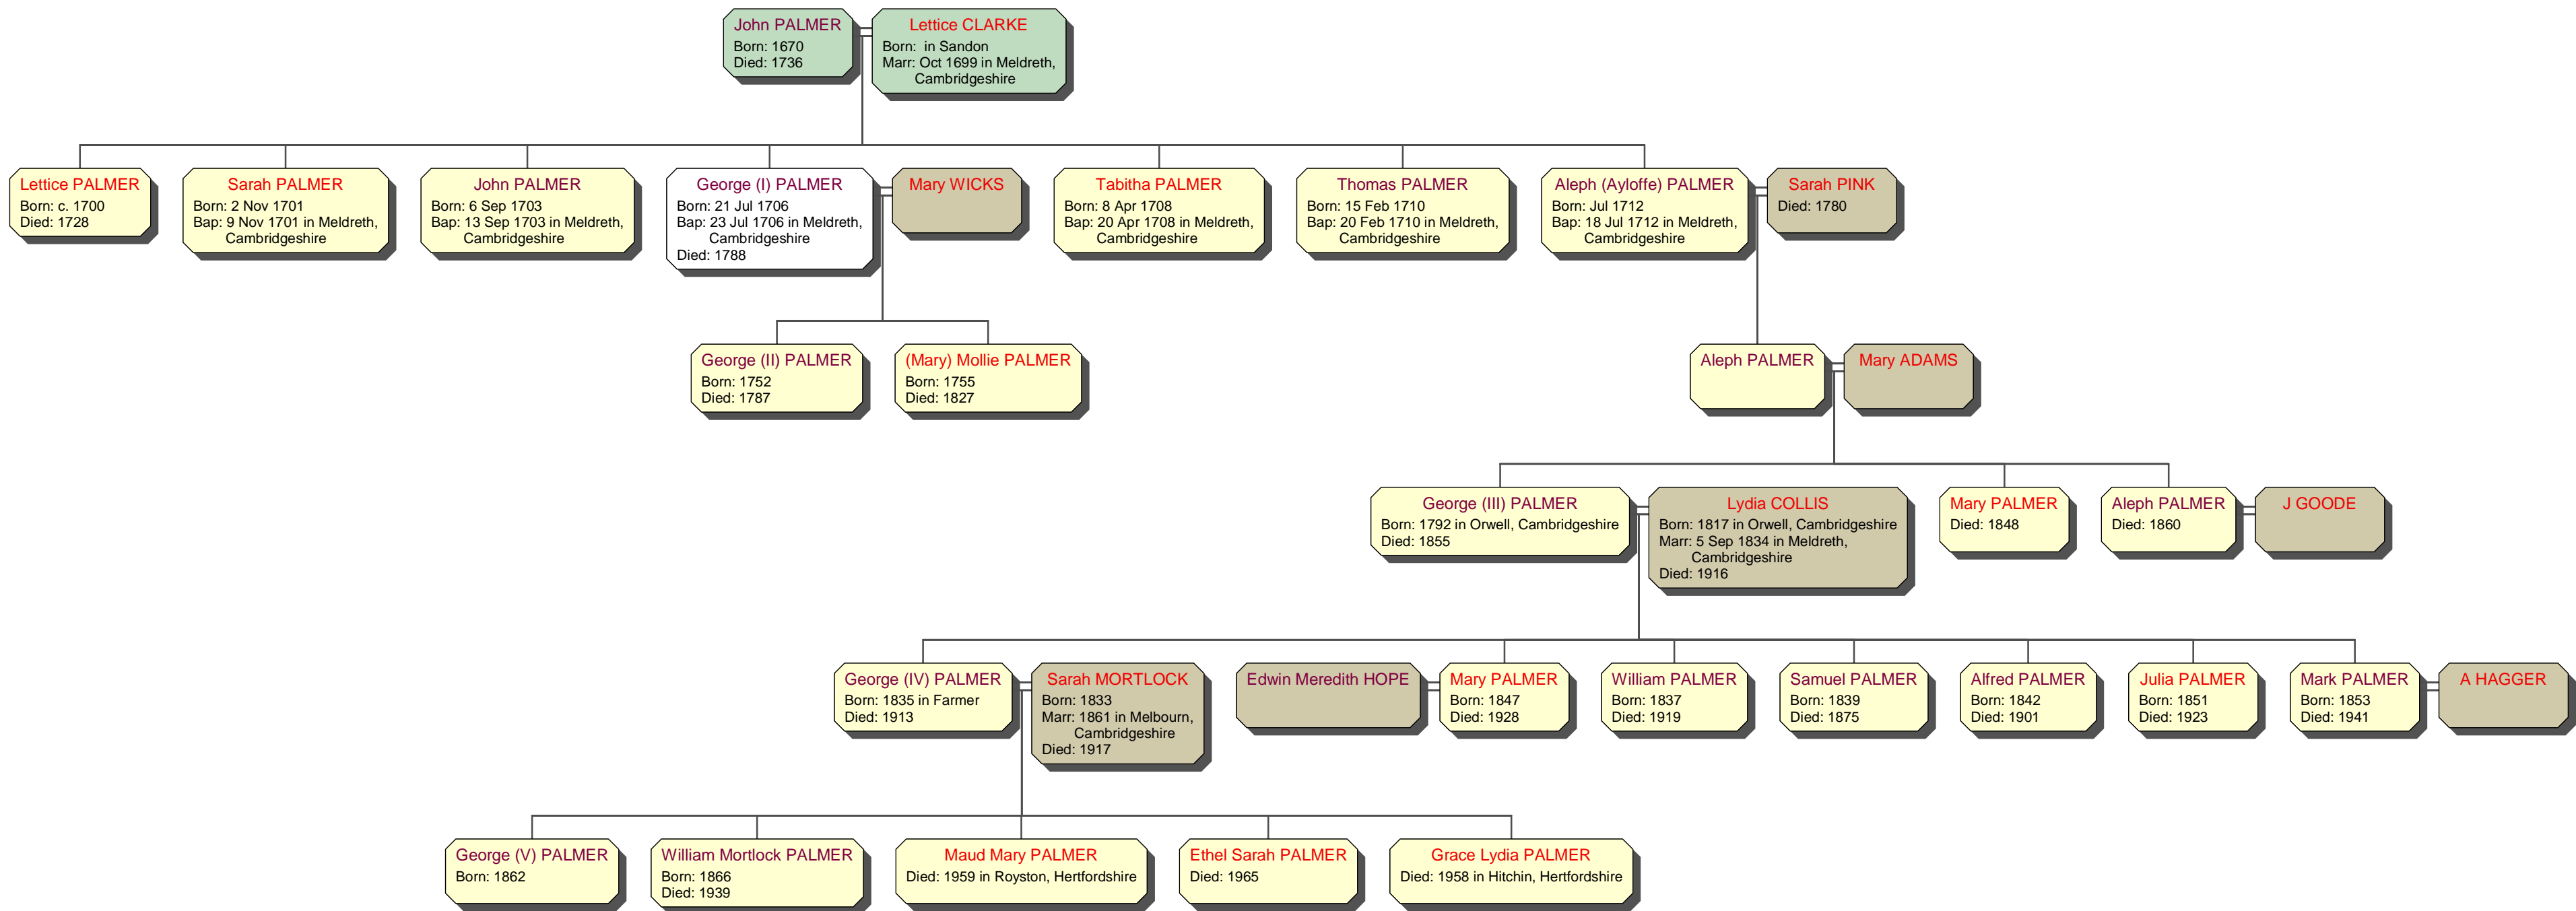 John PALMER
Born: 1670
Died: 1736
Lettice CLARKE
Born:  in Sandon
Marr: Oct 1699 in Meldreth,
Cambridgeshire
Lettice PALMER
Born: c. 1700
Died: 1728
Sarah PALMER
Born: 2 Nov 1701
Bap: 9 Nov 1701 in Meldreth,
Cambridgeshire
John PALMER
Born: 6 Sep 1703
Bap: 13 Sep 1703 in Meldreth,
Cambridgeshire
George (I) PALMER
Born: 21 Jul 1706
Bap: 23 Jul 1706 in Meldreth,
Cambridgeshire
Died: 1788
Mary WICKS
Tabitha PALMER
Born: 8 Apr 1708
Bap: 20 Apr 1708 in Meldreth,
Cambridgeshire
Thomas PALMER
Born: 15 Feb 1710
Bap: 20 Feb 1710 in Meldreth,
Cambridgeshire
Aleph (Ayloffe) PALMER
Born: Jul 1712
Bap: 18 Jul 1712 in Meldreth,
Cambridgeshire
Sarah PINK
Died: 1780
George (II) PALMER
Born: 1752
Died: 1787
(Mary) Mollie PALMER
Born: 1755
Died: 1827
Aleph PALMER
Mary ADAMS
George (III) PALMER
Born: 1792 in Orwell, Cambridgeshire
Died: 1855
Lydia COLLIS
Born: 1817 in Orwell, Cambridgeshire
Marr: 5 Sep 1834 in Meldreth,
Cambridgeshire
Died: 1916
Mary PALMER
Died: 1848
Aleph PALMER
Died: 1860
J GOODE
George (IV) PALMER
Born: 1835 in Farmer
Died: 1913
Sarah MORTLOCK
Born: 1833
Marr: 1861 in Melbourn,
Cambridgeshire
Died: 1917
Edwin Meredith HOPE
Mary PALMER
Born: 1847
Died: 1928
William PALMER
Born: 1837
Died: 1919
Samuel PALMER
Born: 1839
Died: 1875
Alfred PALMER
Born: 1842
Died: 1901
Julia PALMER
Born: 1851
Died: 1923
Mark PALMER
Born: 1853
Died: 1941
A HAGGER
George (V) PALMER
Born: 1862
William Mortlock PALMER
Born: 1866
Died: 1939
Maud Mary PALMER
Died: 1959 in Royston, Hertfordshire
Ethel Sarah PALMER
Died: 1965
Grace Lydia PALMER
Died: 1958 in Hitchin, Hertfordshire